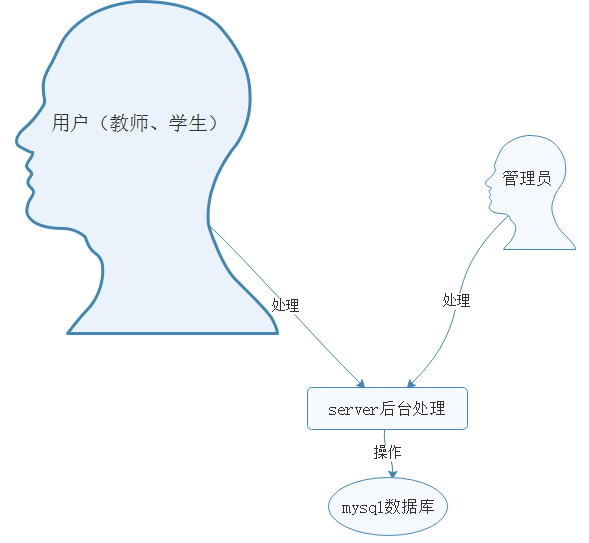 用户（教师、学生）
管理员
处理
处理
server后台处理
操作
mysql数据库